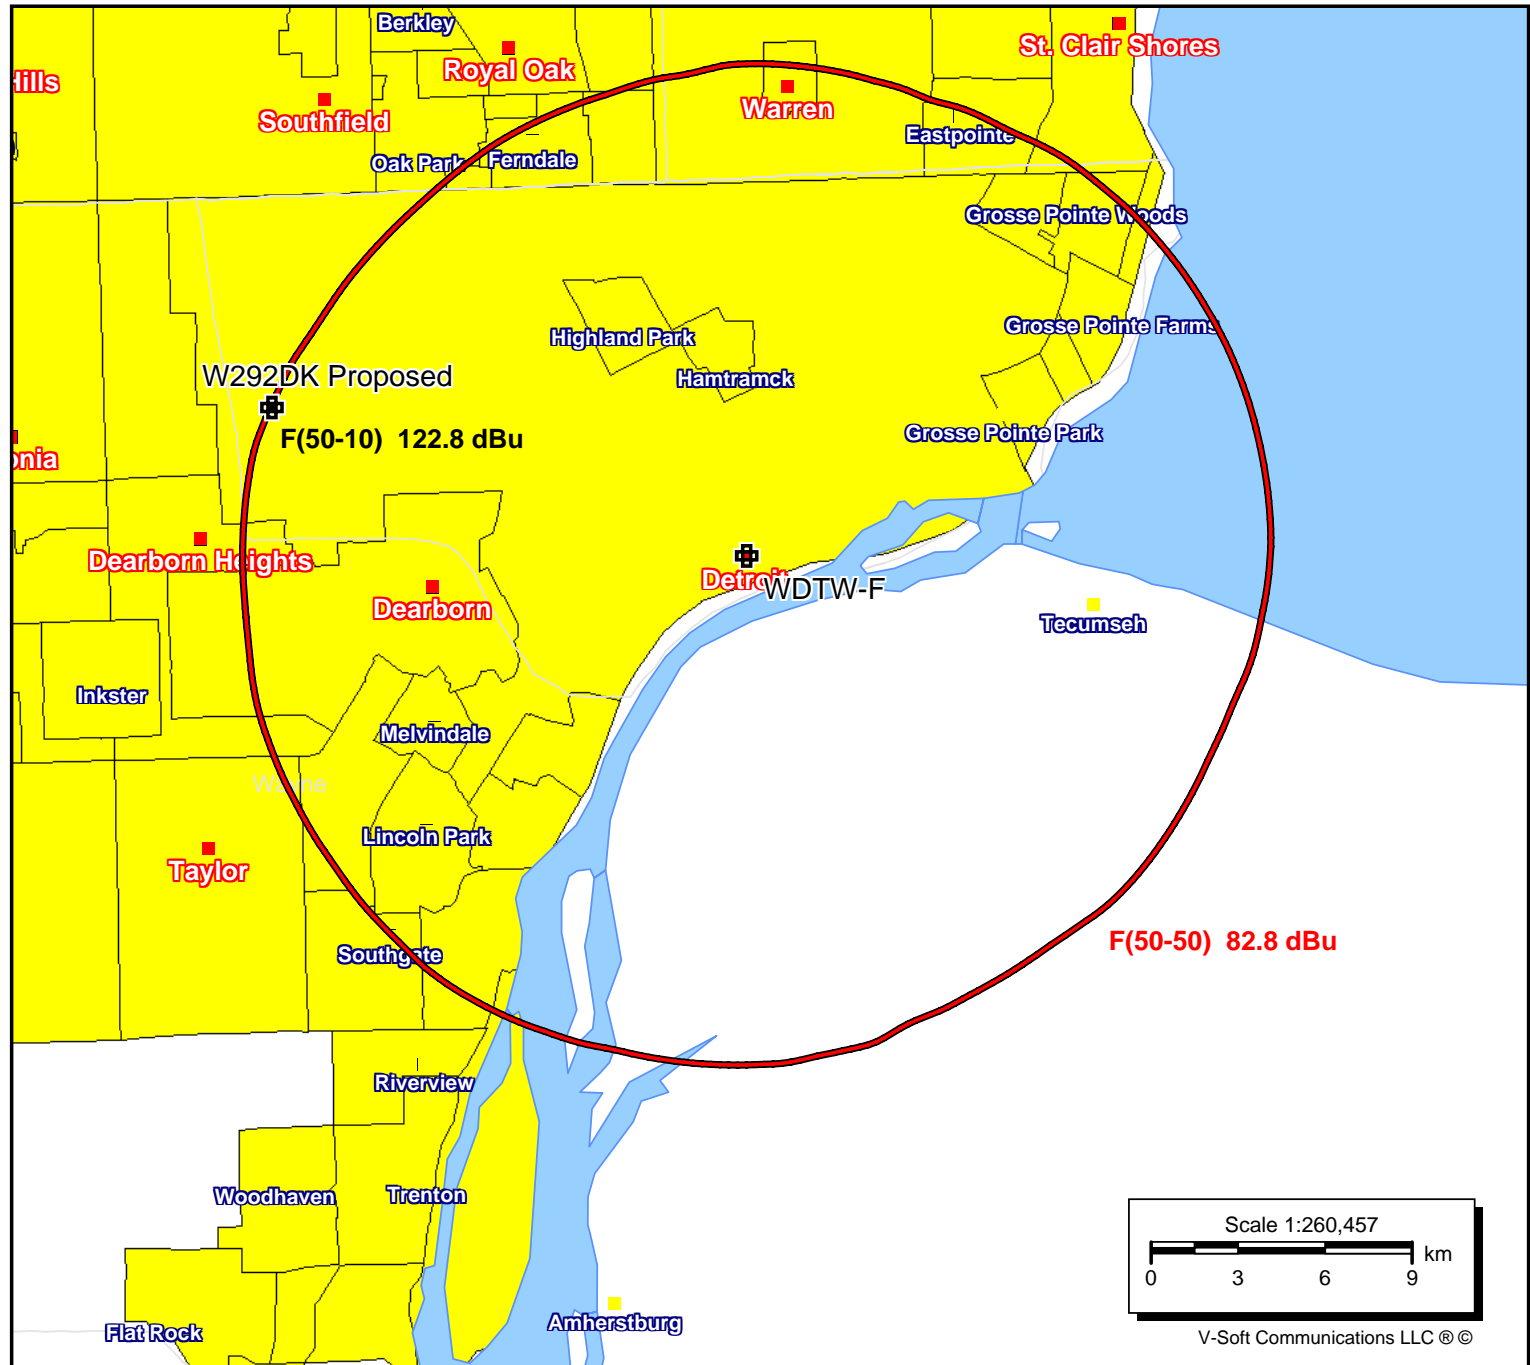 Berkley
St. Clair Shores
Royal Oak
Hills
Warren
Southfield
Eastpointe
Oak Park
Ferndale
Grosse Pointe Woods
Grosse Pointe Farms
Highland Park
W292DK Proposed
Hamtramck
F(50-10) 122.8 dBu
Grosse Pointe Park
onia
Dearborn Heights
Detroit
WDTW-F
Dearborn
Tecumseh
Inkster
Melvindale
Wayne
Lincoln Park
Taylor
F(50-50) 82.8 dBu
Southgate
Riverview
Woodhaven
Trenton
Scale 1:260,457
km
0 3 6 9
Amherstburg
Flat Rock
V-Soft Communications LLC ® ©